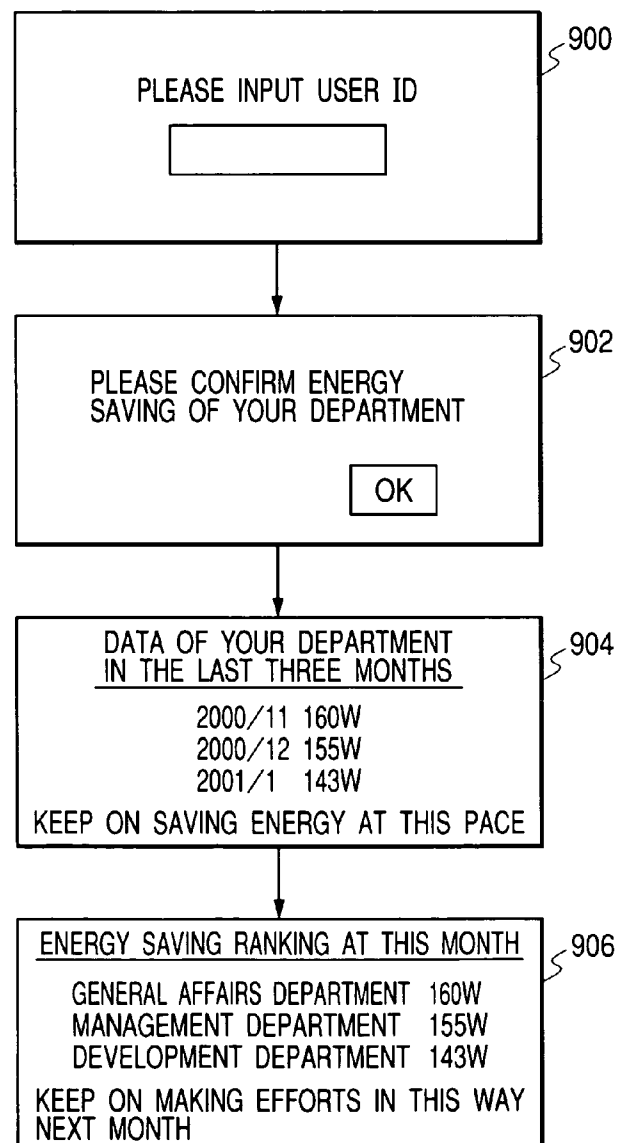 900
PLEASE INPUT USER ID
902
PLEASE CONFIRM ENERGY
SAVING OF YOUR DEPARTMENT
OK
904
DATA OF YOUR DEPARTMENT
IN THE LAST THREE MONTHS
2000/11 160W
2000/12 155W
2001/1 143W
KEEP ON SAVING ENERGY AT THIS PACE
906
ENERGY SAVING RANKING AT THIS MONTH
GENERAL AFFAIRS DEPARTMENT 160W
MANAGEMENT DEPARTMENT 155W
DEVELOPMENT DEPARTMENT 143W
KEEP ON MAKING EFFORTS IN THIS WAY
NEXT MONTH